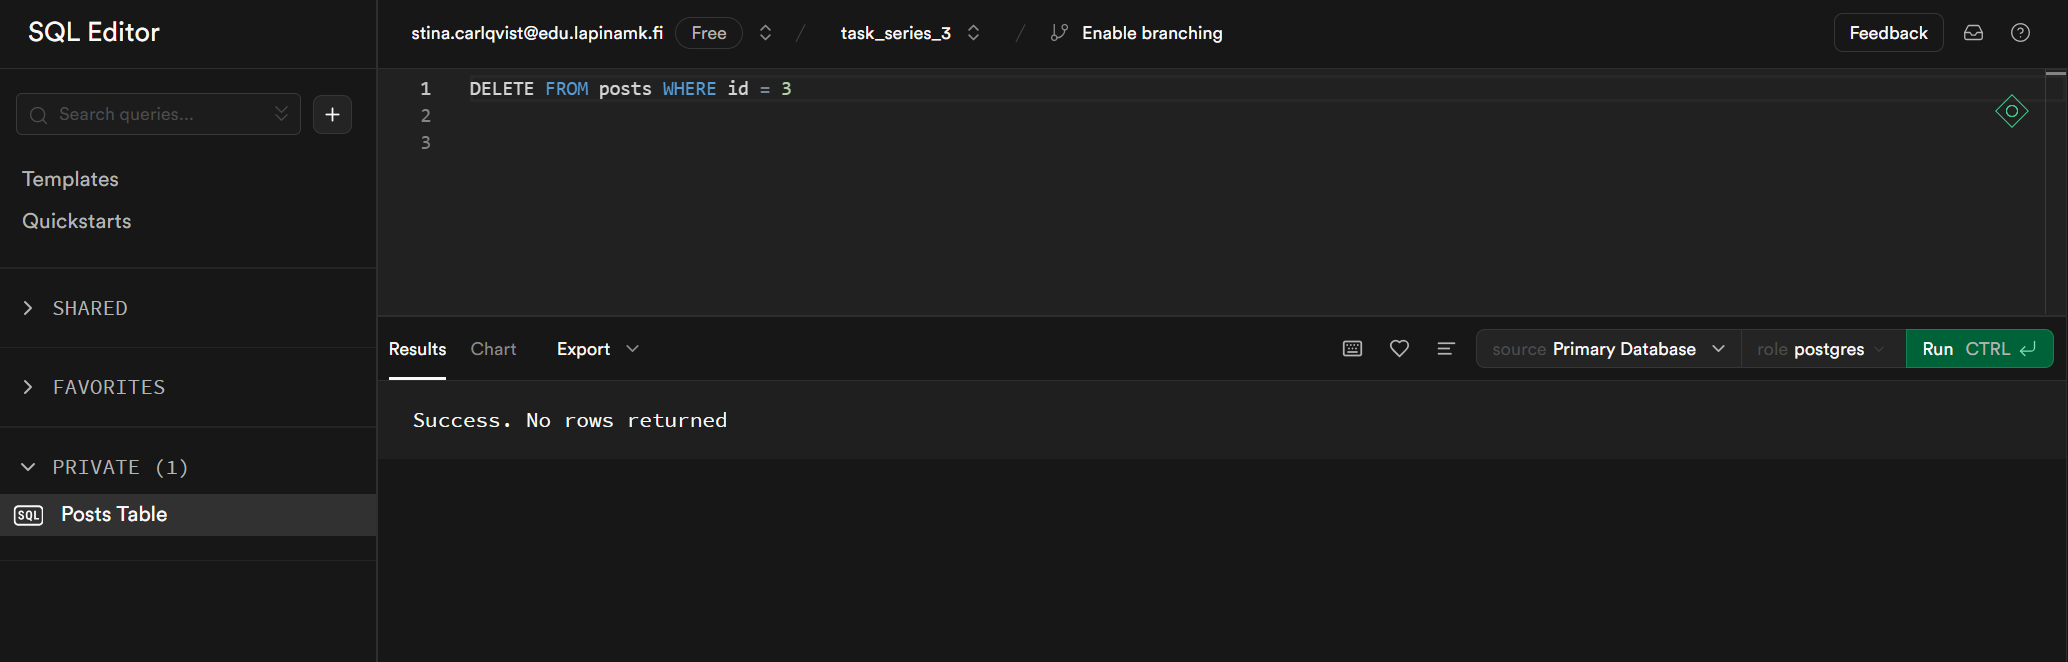 SQL Editor
stina.carlqvist@edu.lapinamk.fi Free / task_series_3 / Enable branching Feedback
Search queries...
Templates
Quickstarts
SHARED
FAVORITES
PRIVATE (1)
SQL Posts Table
1 DELETE FROM posts WHERE id = 3
2
3
Results Chart Export source Primary Database role postgres Run CTRL
Success. No rows returned